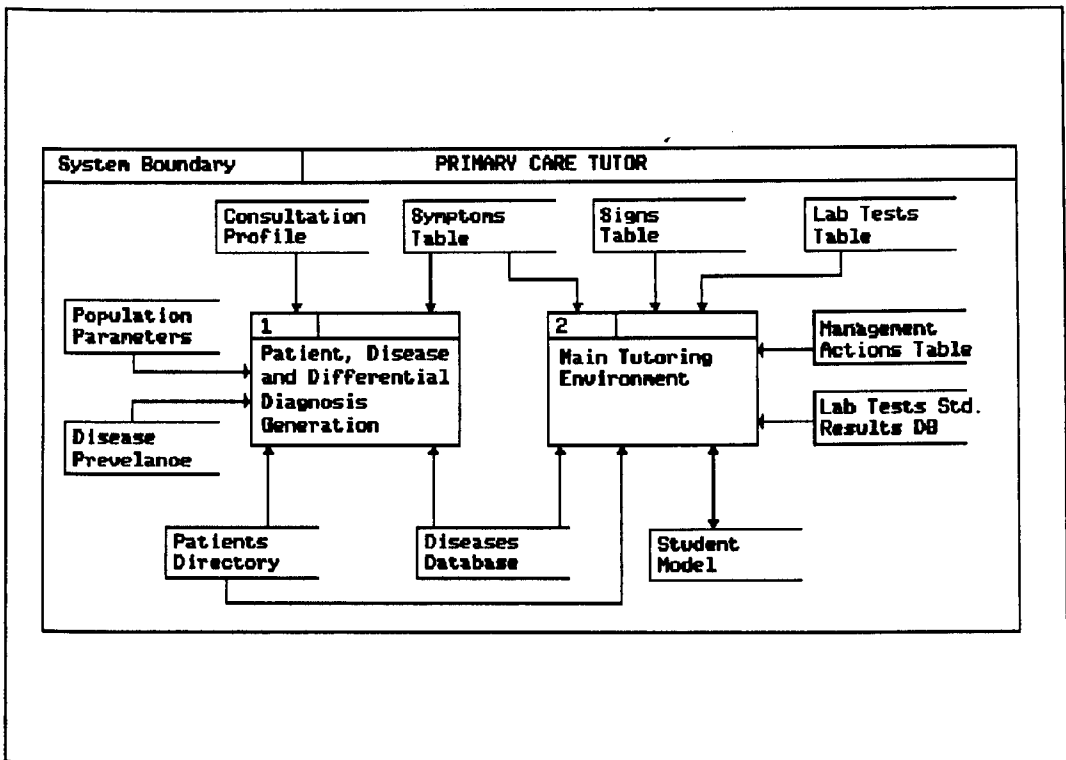 System Boundary
PRIMARY CARE TUTOR
Consultation
Profile
Symptoms
Table
Signs
Table
Lab Tests
Table
Population
Parameters
1
Patient, Disease
and Differential
Diagnosis
Generation
2
Main Tutoring
Environment
Management
Actions Table
Lab Tests Std.
Results DB
Disease
Prevelance
Patients
Directory
Diseases
Database
Student
Model